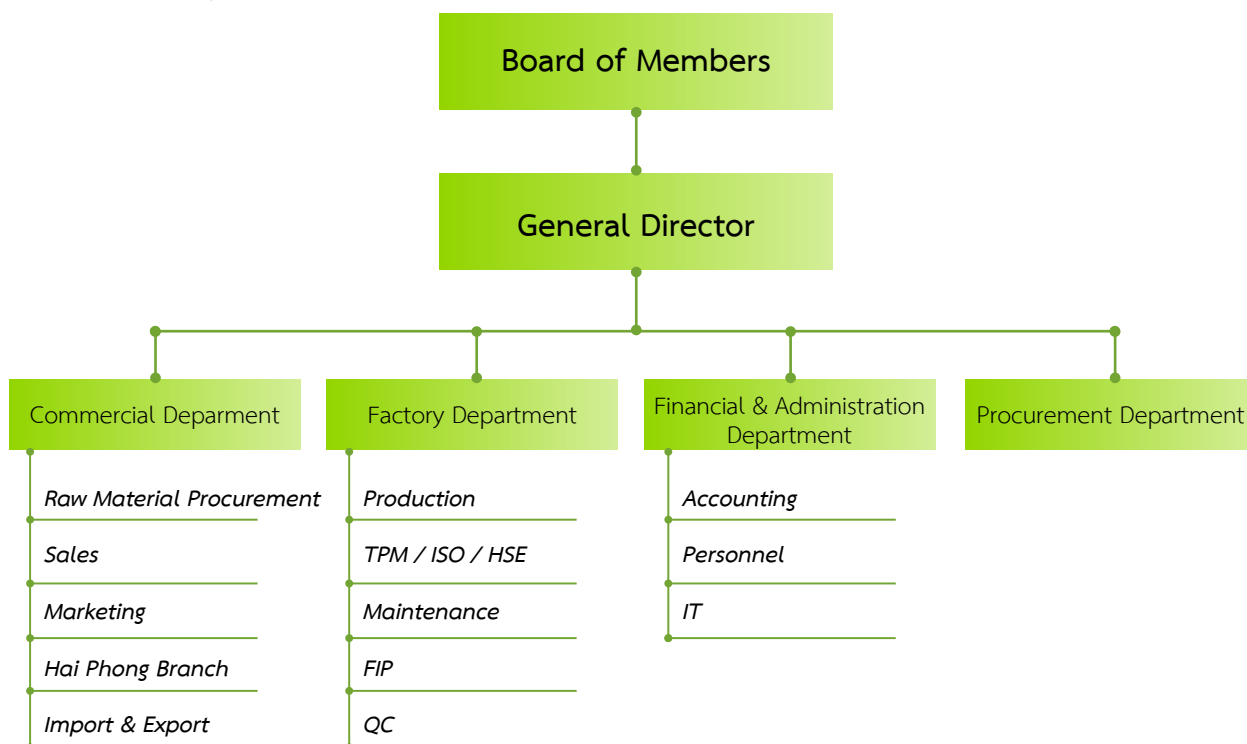 Board of Members
General Director
Commercial Deparment
Factory Department
Financial & Administration
Department
Procurement Department
Raw Material Procurement
Sales
Marketing
Hai Phong Branch
Import & Export
Production
TPM / ISO / HSE
Maintenance
FIP
QC
Accounting
Personnel
IT